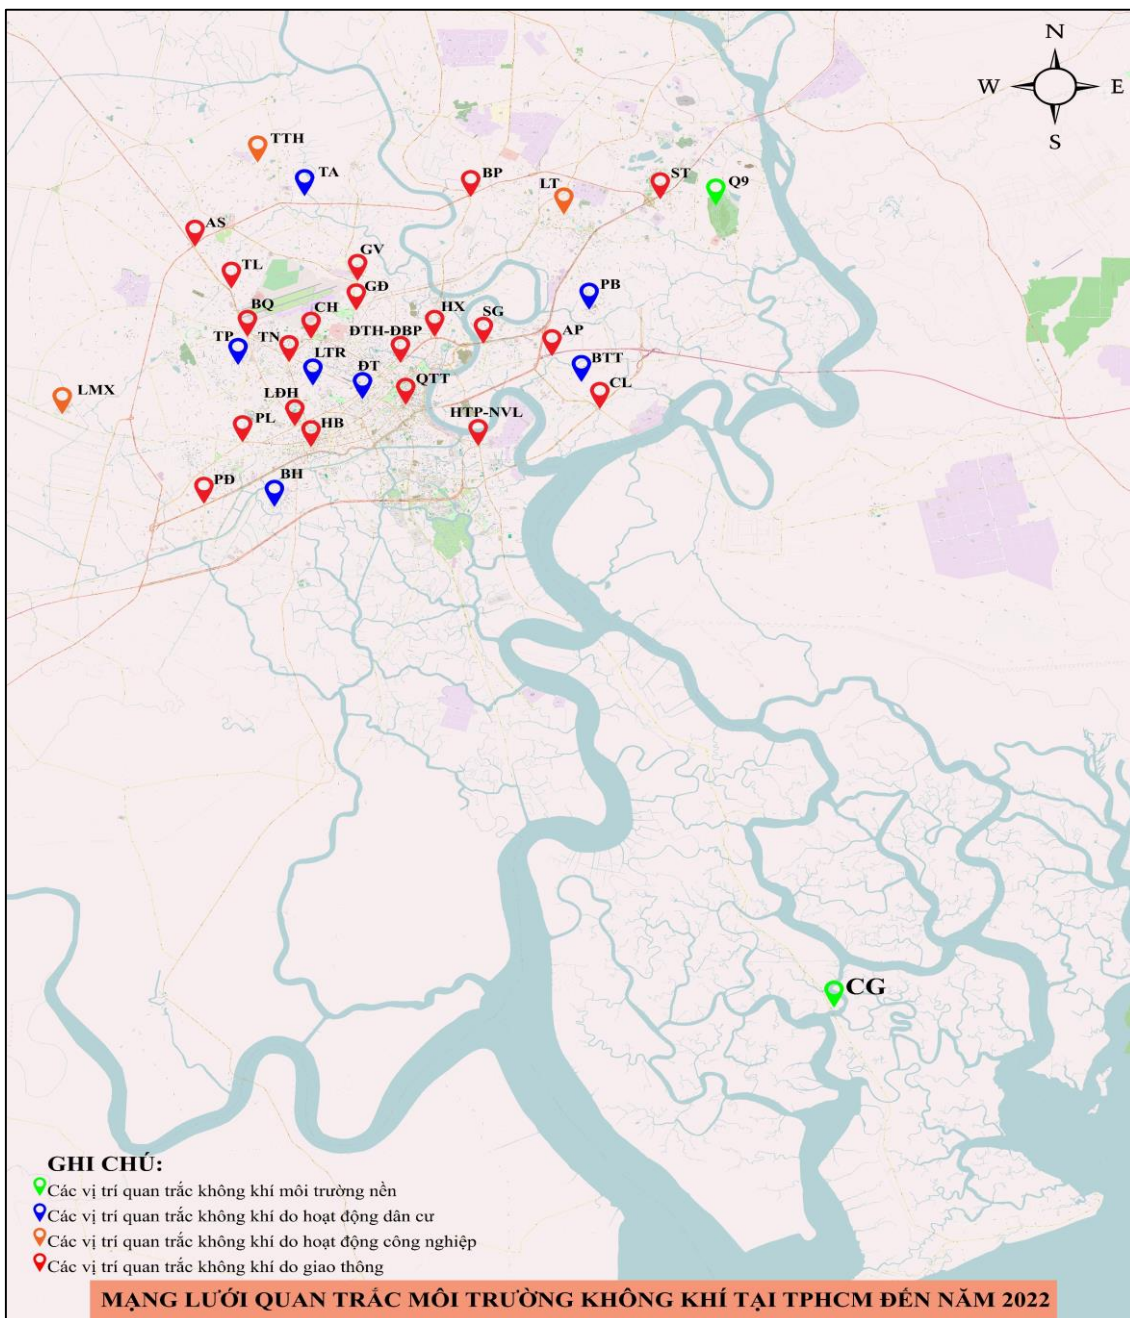 N
W E
S
TTH
TA
BP
LT
ST
Q9
AS
GV
TL
GĐ
PB
BQ
CH
HX
SG
TP
TN
ĐTH-ĐBP
AP
LTR
ĐT
BTT
QTT
CL
LMX
LĐH
PL
HB
HTP-NVL
PĐ
BH
CG
GHI CHÚ:
Các vị trí quan trắc không khí môi trường nền
Các vị trí quan trắc không khí do hoạt động dân cư
Các vị trí quan trắc không khí do hoạt động công nghiệp
Các vị trí quan trắc không khí do giao thông
MẠNG LƯỚI QUAN TRẮC MÔI TRƯỜNG KHÔNG KHÍ TẠI TPHCM ĐẾN NĂM 2022